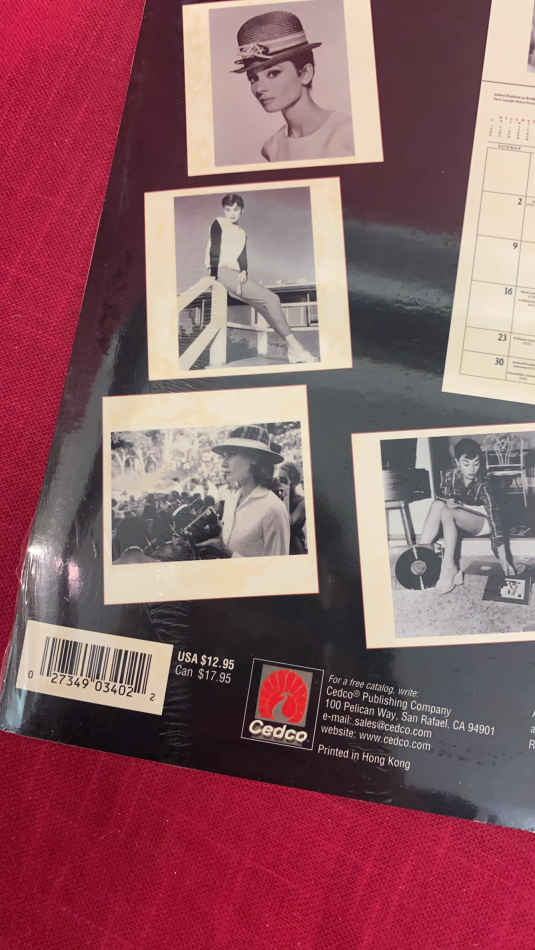 2
9
16
23
30
0 27349 03402 2
USA $12.95
Can $17.95
Cedco
For a free catalog, write:
Cedco® Publishing Company
100 Pelican Way, San Rafael, CA 94901
e-mail: sales@cedco.com
website: www.cedco.com
Printed in Hong Kong